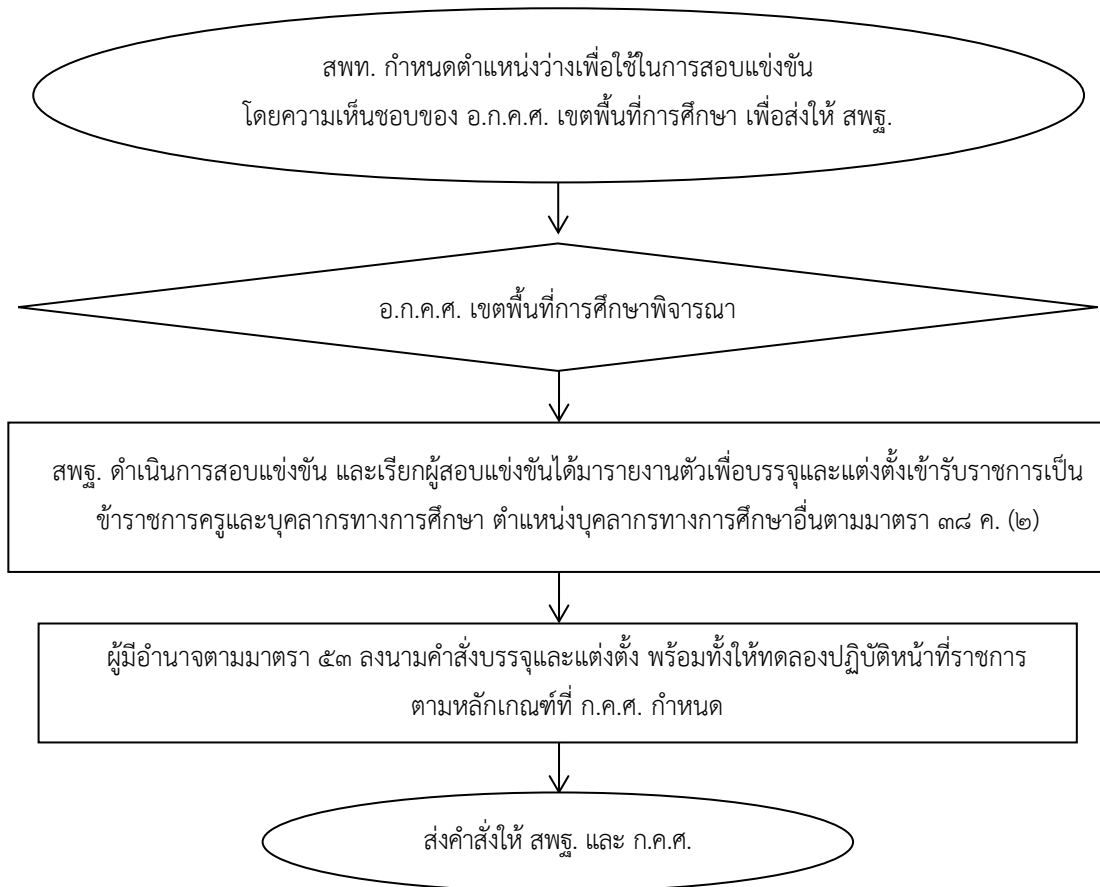 สพท. กำหนดตำแหน่งว่างเพื่อใช้ในการสอบแข่งขัน
โดยความเห็นชอบของ อ.ก.ค.ศ. เขตพื้นที่การศึกษา เพื่อส่งให้ สพฐ.
อ.ก.ค.ศ. เขตพื้นที่การศึกษาพิจารณา
สพฐ. ดำเนินการสอบแข่งขัน และเรียกผู้สอบแข่งขันได้มารายงานตัวเพื่อบรรจุและแต่งตั้งเข้ารับราชการเป็น
ข้าราชการครูและบุคลากรทางการศึกษา ตำแหน่งบุคลากรทางการศึกษาอื่นตามมาตรา ๓๘ ค. (๒)
ผู้มีอำนาจตามมาตรา ๕๓ ลงนามคำสั่งบรรจุและแต่งตั้ง พร้อมทั้งให้ทดลองปฏิบัติหน้าที่ราชการ
ตามหลักเกณฑ์ที่ ก.ค.ศ. กำหนด
ส่งคำสั่งให้ สพฐ. และ ก.ค.ศ.